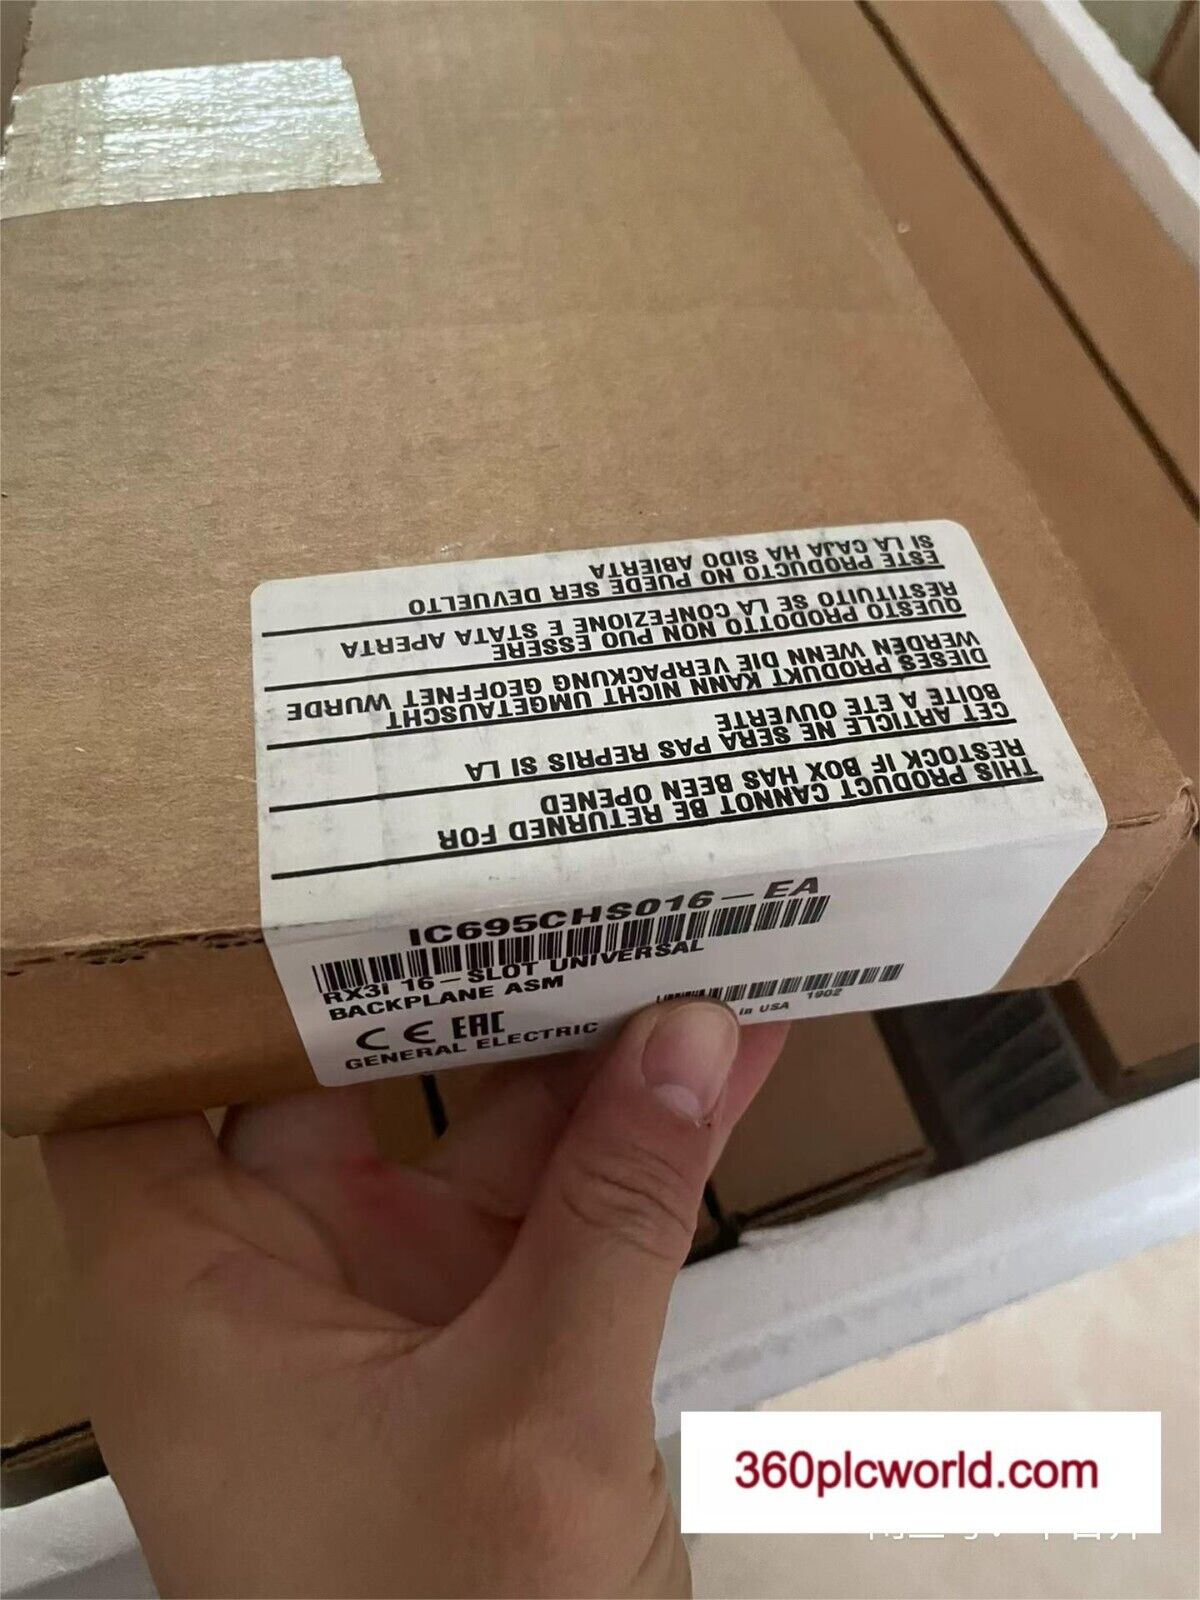 THIS PRODUCT CANNOT BE RETURNED FOR
RESTOCK IF BOX HAS BEEN OPENED
CET ARTICLE NE SERA PAS REPRIS SI LA
BOITE A ETE OUVERTE
DIESES PRODUKT KANN NICHT UMGETAUSCHT
WERDEN WENN DIE VERPACKUNG GEOFFNET WURDE
QUESTO PRODOTTO NON PUO ESSERE
RESTITUITO SE LA CONFEZIONE E STATA APERTA
ESTE PRODUCTO NO PUEDE SER DEVUELTO
SI LA CAJA HA SIDO ABIERTA
IC695CHS016-EA
RX3I 16-SLOT UNIVERSAL
BACKPLANE ASM
CE EAC
in USA 1902
GENERAL ELECTRIC
360plcworld.com